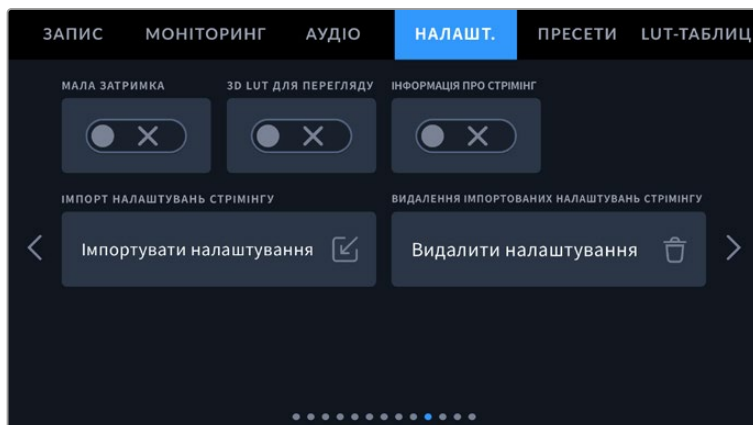 ЗАПИС МОНІТОРИНГ АУДІО НАЛАШТ. ПРЕСЕТИ LUT-ТАБЛИЦ
МАЛА ЗАТРИМКА 3D LUT ДЛЯ ПЕРЕГЛЯДУ ІНФОРМАЦІЯ ПРО СТРІМІНГ
ІМПОРТ НАЛАШТУВАНЬ СТРІМІНГУ ВИДАЛЕННЯ ІМПОРТОВАНИХ НАЛАШТУВАНЬ СТРІМІНГУ
Імпортувати налаштування Видалити налаштування